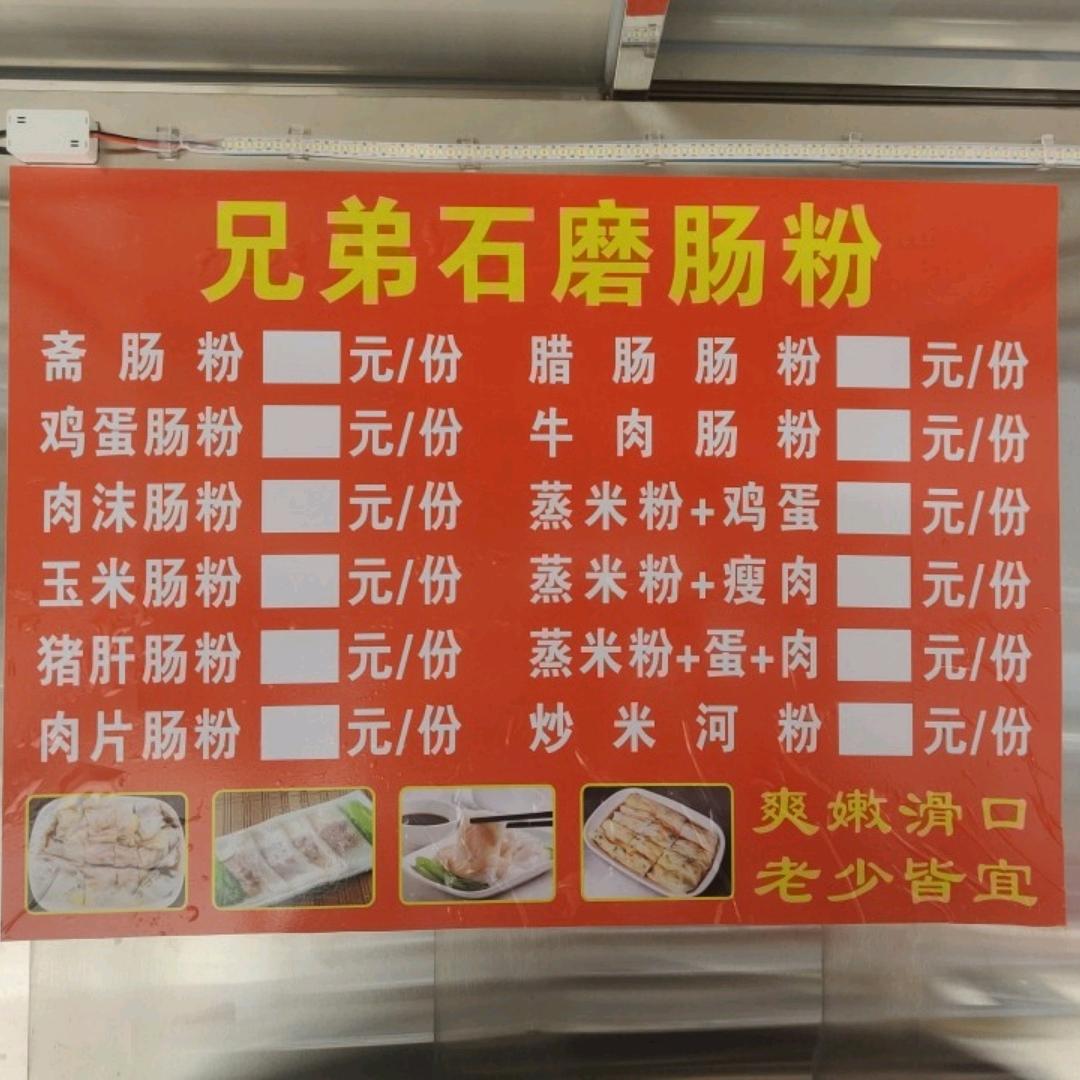 兄弟石磨肠粉
斋肠粉 元/份
鸡蛋肠粉 元/份
肉沫肠粉 元/份
玉米肠粉 元/份
猪肝肠粉 元/份
肉片肠粉 元/份
腊肠肠粉 元/份
牛肉肠粉 元/份
蒸米粉+鸡蛋 元/份
蒸米粉+瘦肉 元/份
蒸米粉+蛋+肉 元/份
炒米河粉 元/份
爽嫩滑口
老少皆宜